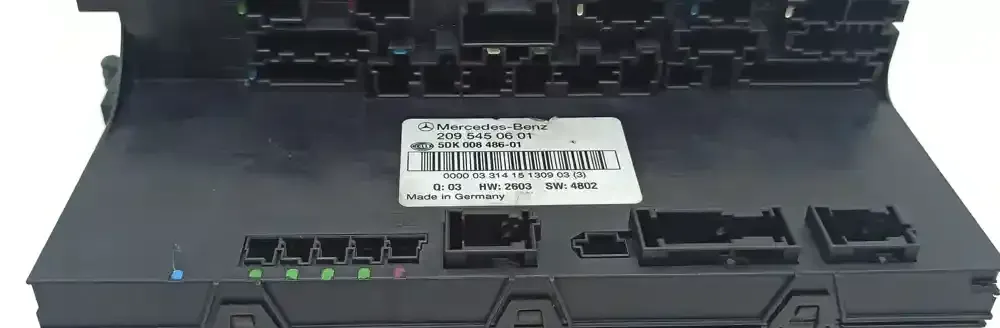 Mercedes-Benz
209 545 06 01
HELLA 5DK 008 486-01
0000 03 314 15 1309 03 (3)
Q: 03 HW: 2603 SW: 4802
Made in Germany